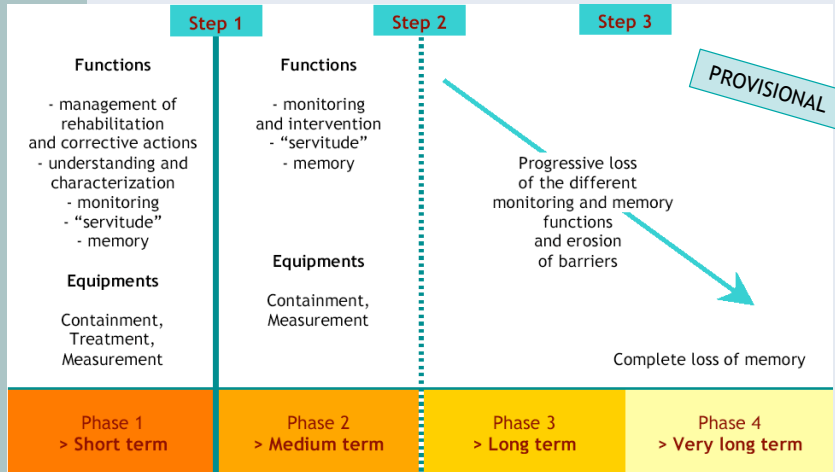 Step 1
Step 2
Step 3
PROVISIONAL
Functions
- management of
rehabilitation
and corrective actions
- understanding and
characterization
- monitoring
- “servitude”
- memory
Equipments
Containment,
Treatment,
Measurement
Functions
- monitoring
and intervention
- “servitude”
- memory
Equipments
Containment,
Measurement
Progressive loss
of the different
monitoring and memory
functions
and erosion
of barriers
Complete loss of memory
Phase 1
> Short term
Phase 2
> Medium term
Phase 3
> Long term
Phase 4
> Very long term